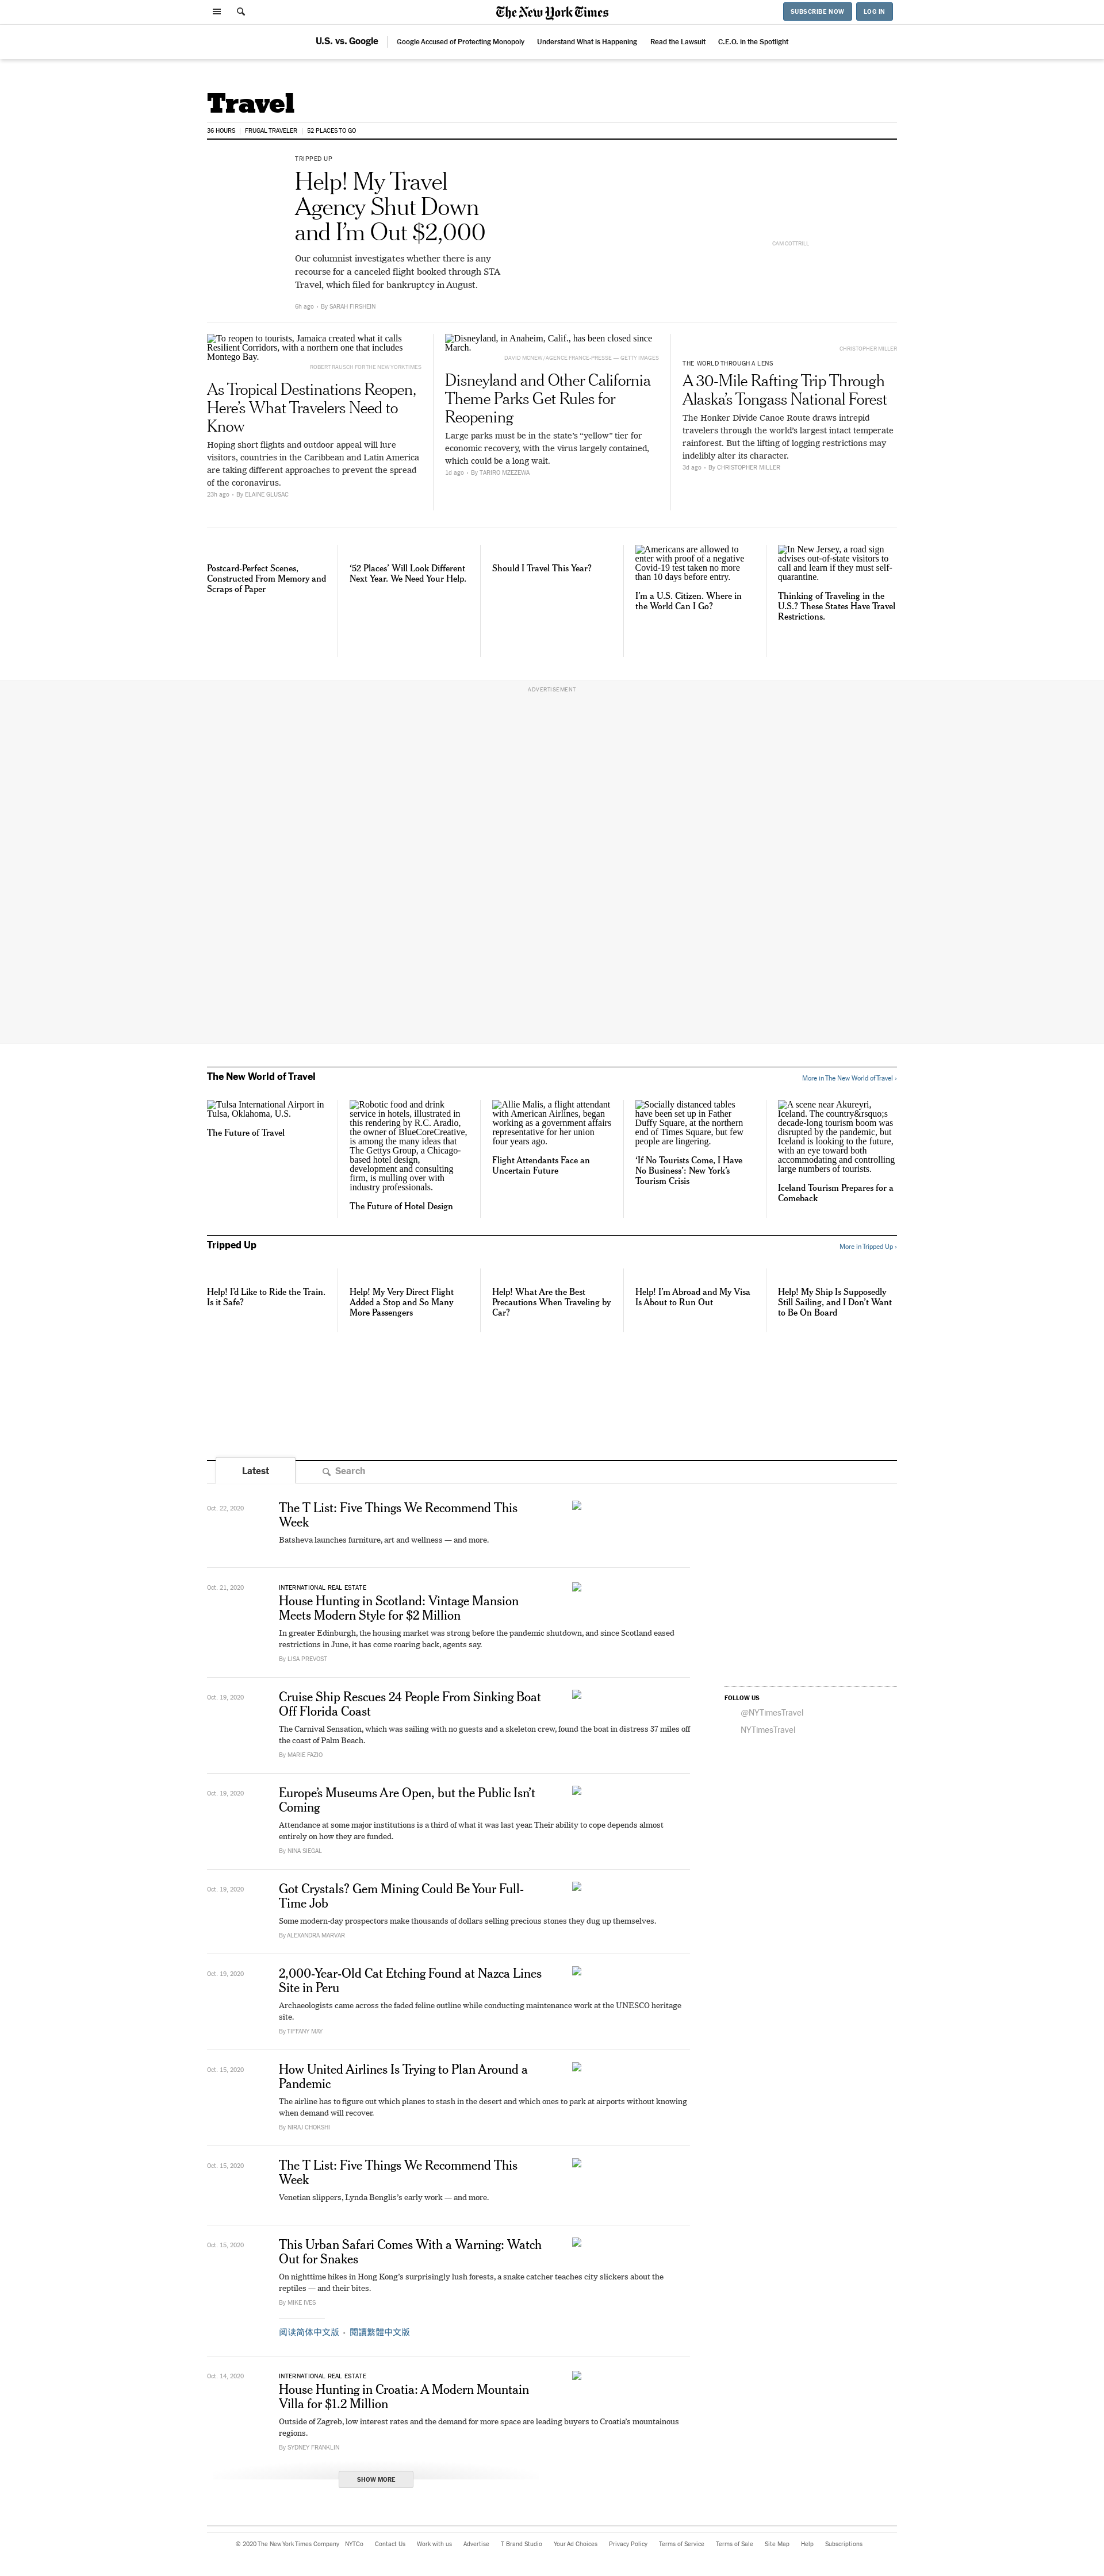 The New York Times
SUBSCRIBE NOW
LOG IN
U.S. vs. Google
Google Accused of Protecting Monopoly
Understand What is Happening
Read the Lawsuit
C.E.O. in the Spotlight
Travel
36 HOURS
FRUGAL TRAVELER
52 PLACES TO GO
TRIPPED UP
Help! My Travel
Agency Shut Down
and I’m Out $2,000
Our columnist investigates whether there is any
recourse for a canceled flight booked through STA
Travel, which filed for bankruptcy in August.
6h ago • By SARAH FIRSHEIN
CAM COTTRILL
To reopen to tourists, Jamaica created what it calls
Resilient Corridors, with a northern one that includes
Montego Bay.
ROBERT RAUSCH FOR THE NEW YORK TIMES
As Tropical Destinations Reopen,
Here’s What Travelers Need to
Know
Hoping short flights and outdoor appeal will lure
visitors, countries in the Caribbean and Latin America
are taking different approaches to prevent the spread
of the coronavirus.
23h ago • By ELAINE GLUSAC
Disneyland, in Anaheim, Calif., has been closed since
March.
DAVID MCNEW/AGENCE FRANCE-PRESSE — GETTY IMAGES
Disneyland and Other California
Theme Parks Get Rules for
Reopening
Large parks must be in the state’s “yellow” tier for
economic recovery, with the virus largely contained,
which could be a long wait.
1d ago • By TARIRO MZEZEWA
CHRISTOPHER MILLER
THE WORLD THROUGH A LENS
A 30-Mile Rafting Trip Through
Alaska’s Tongass National Forest
The Honker Divide Canoe Route draws intrepid
travelers through the world’s largest intact temperate
rainforest. But the lifting of logging restrictions may
indelibly alter its character.
3d ago • By CHRISTOPHER MILLER
Postcard-Perfect Scenes,
Constructed From Memory and
Scraps of Paper
‘52 Places’ Will Look Different
Next Year. We Need Your Help.
Should I Travel This Year?
Americans are allowed to
enter with proof of a negative
Covid-19 test taken no more
than 10 days before entry.
I’m a U.S. Citizen. Where in
the World Can I Go?
In New Jersey, a road sign
advises out-of-state visitors to
call and learn if they must self-
quarantine.
Thinking of Traveling in the
U.S.? These States Have Travel
Restrictions.
ADVERTISEMENT
The New World of Travel
More in The New World of Travel ›
Tulsa International Airport in
Tulsa, Oklahoma, U.S.
The Future of Travel
Robotic food and drink
service in hotels, illustrated in
this rendering by R.C. Aradio,
the owner of BlueCoreCreative,
is among the many ideas that
The Gettys Group, a Chicago-
based hotel design,
development and consulting
firm, is mulling over with
industry professionals.
The Future of Hotel Design
Allie Malis, a flight attendant
with American Airlines, began
working as a government affairs
representative for her union
four years ago.
Flight Attendants Face an
Uncertain Future
Socially distanced tables
have been set up in Father
Duffy Square, at the northern
end of Times Square, but few
people are lingering.
‘If No Tourists Come, I Have
No Business’: New York’s
Tourism Crisis
A scene near Akureyri,
Iceland. The country&rsquo;s
decade-long tourism boom was
disrupted by the pandemic, but
Iceland is looking to the future,
with an eye toward both
accommodating and controlling
large numbers of tourists.
Iceland Tourism Prepares for a
Comeback
Tripped Up
More in Tripped Up ›
Help! I’d Like to Ride the Train.
Is it Safe?
Help! My Very Direct Flight
Added a Stop and So Many
More Passengers
Help! What Are the Best
Precautions When Traveling by
Car?
Help! I’m Abroad and My Visa
Is About to Run Out
Help! My Ship Is Supposedly
Still Sailing, and I Don’t Want
to Be On Board
Latest
Search
Oct. 22, 2020
The T List: Five Things We Recommend This
Week
Batsheva launches furniture, art and wellness — and more.
Oct. 21, 2020
INTERNATIONAL REAL ESTATE
House Hunting in Scotland: Vintage Mansion
Meets Modern Style for $2 Million
In greater Edinburgh, the housing market was strong before the pandemic shutdown, and since Scotland eased
restrictions in June, it has come roaring back, agents say.
By LISA PREVOST
Oct. 19, 2020
Cruise Ship Rescues 24 People From Sinking Boat
Off Florida Coast
The Carnival Sensation, which was sailing with no guests and a skeleton crew, found the boat in distress 37 miles off
the coast of Palm Beach.
By MARIE FAZIO
FOLLOW US
@NYTimesTravel
NYTimesTravel
Oct. 19, 2020
Europe’s Museums Are Open, but the Public Isn’t
Coming
Attendance at some major institutions is a third of what it was last year. Their ability to cope depends almost
entirely on how they are funded.
By NINA SIEGAL
Oct. 19, 2020
Got Crystals? Gem Mining Could Be Your Full-
Time Job
Some modern-day prospectors make thousands of dollars selling precious stones they dug up themselves.
By ALEXANDRA MARVAR
Oct. 19, 2020
2,000-Year-Old Cat Etching Found at Nazca Lines
Site in Peru
Archaeologists came across the faded feline outline while conducting maintenance work at the UNESCO heritage
site.
By TIFFANY MAY
Oct. 15, 2020
How United Airlines Is Trying to Plan Around a
Pandemic
The airline has to figure out which planes to stash in the desert and which ones to park at airports without knowing
when demand will recover.
By NIRAJ CHOKSHI
Oct. 15, 2020
The T List: Five Things We Recommend This
Week
Venetian slippers, Lynda Benglis’s early work — and more.
Oct. 15, 2020
This Urban Safari Comes With a Warning: Watch
Out for Snakes
On nighttime hikes in Hong Kong’s surprisingly lush forests, a snake catcher teaches city slickers about the
reptiles — and their bites.
By MIKE IVES
阅读简体中文版 • 閱讀繁體中文版
Oct. 14, 2020
INTERNATIONAL REAL ESTATE
House Hunting in Croatia: A Modern Mountain
Villa for $1.2 Million
Outside of Zagreb, low interest rates and the demand for more space are leading buyers to Croatia’s mountainous
regions.
By SYDNEY FRANKLIN
SHOW MORE
© 2020 The New York Times Company
NYTCo
Contact Us
Work with us
Advertise
T Brand Studio
Your Ad Choices
Privacy Policy
Terms of Service
Terms of Sale
Site Map
Help
Subscriptions